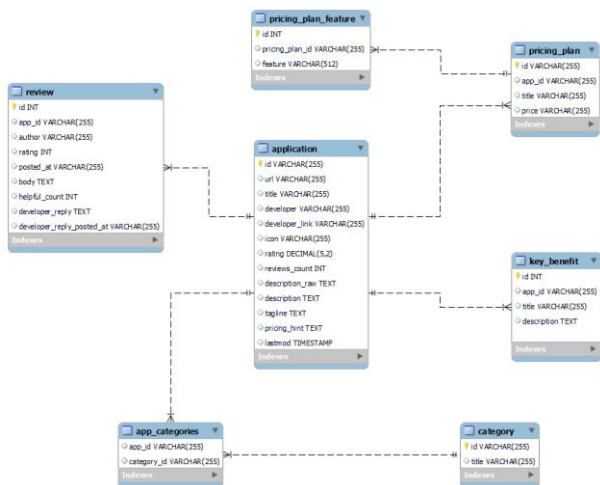 pricing_plan_feature
id INT
pricing_plan_id VARCHAR(255)
feature VARCHAR(512)
Indexes
pricing_plan
id VARCHAR(255)
app_id VARCHAR(255)
title VARCHAR(255)
price VARCHAR(255)
Indexes
review
id INT
app_id VARCHAR(255)
author VARCHAR(255)
rating INT
posted_at VARCHAR(255)
body TEXT
helpful_count INT
developer_reply TEXT
developer_reply_posted_at VARCHAR(255)
Indexes
application
id VARCHAR(255)
url VARCHAR(255)
title VARCHAR(255)
developer VARCHAR(255)
developer_link VARCHAR(255)
icon VARCHAR(255)
rating DECIMAL(5,2)
reviews_count INT
description_raw TEXT
description TEXT
tagline TEXT
pricing_hint TEXT
lastmod TIMESTAMP
Indexes
key_benefit
id INT
app_id VARCHAR(255)
title VARCHAR(255)
description TEXT
Indexes
app_categories
app_id VARCHAR(255)
category_id VARCHAR(255)
Indexes
category
id VARCHAR(255)
title VARCHAR(255)
Indexes